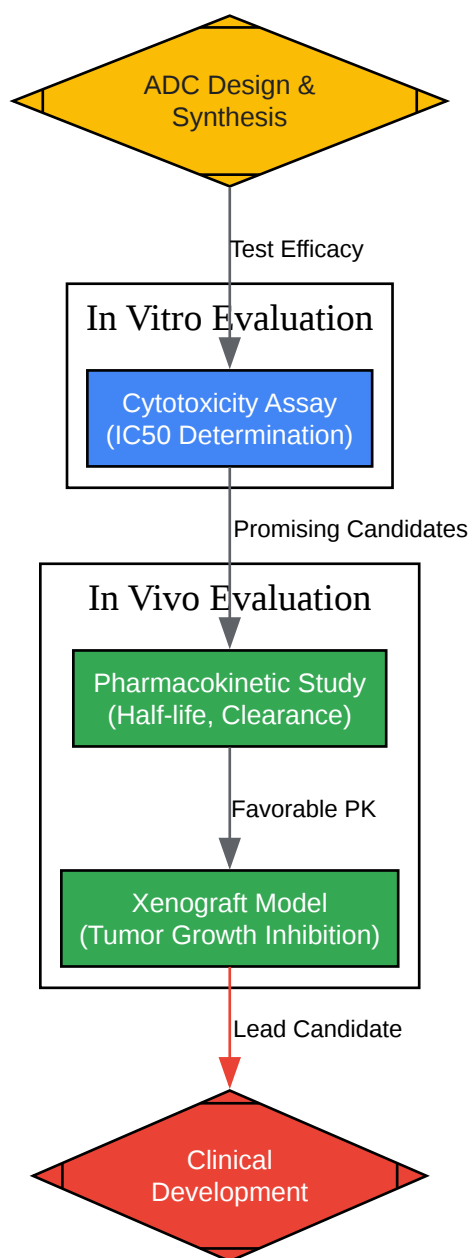 ADC Design &
Synthesis
Test Efficacy
In Vitro Evaluation
Cytotoxicity Assay
(IC50 Determination)
Promising Candidates
In Vivo Evaluation
Pharmacokinetic Study
(Half-life, Clearance)
Favorable PK
Xenograft Model
(Tumor Growth Inhibition)
Lead Candidate
Clinical
Development